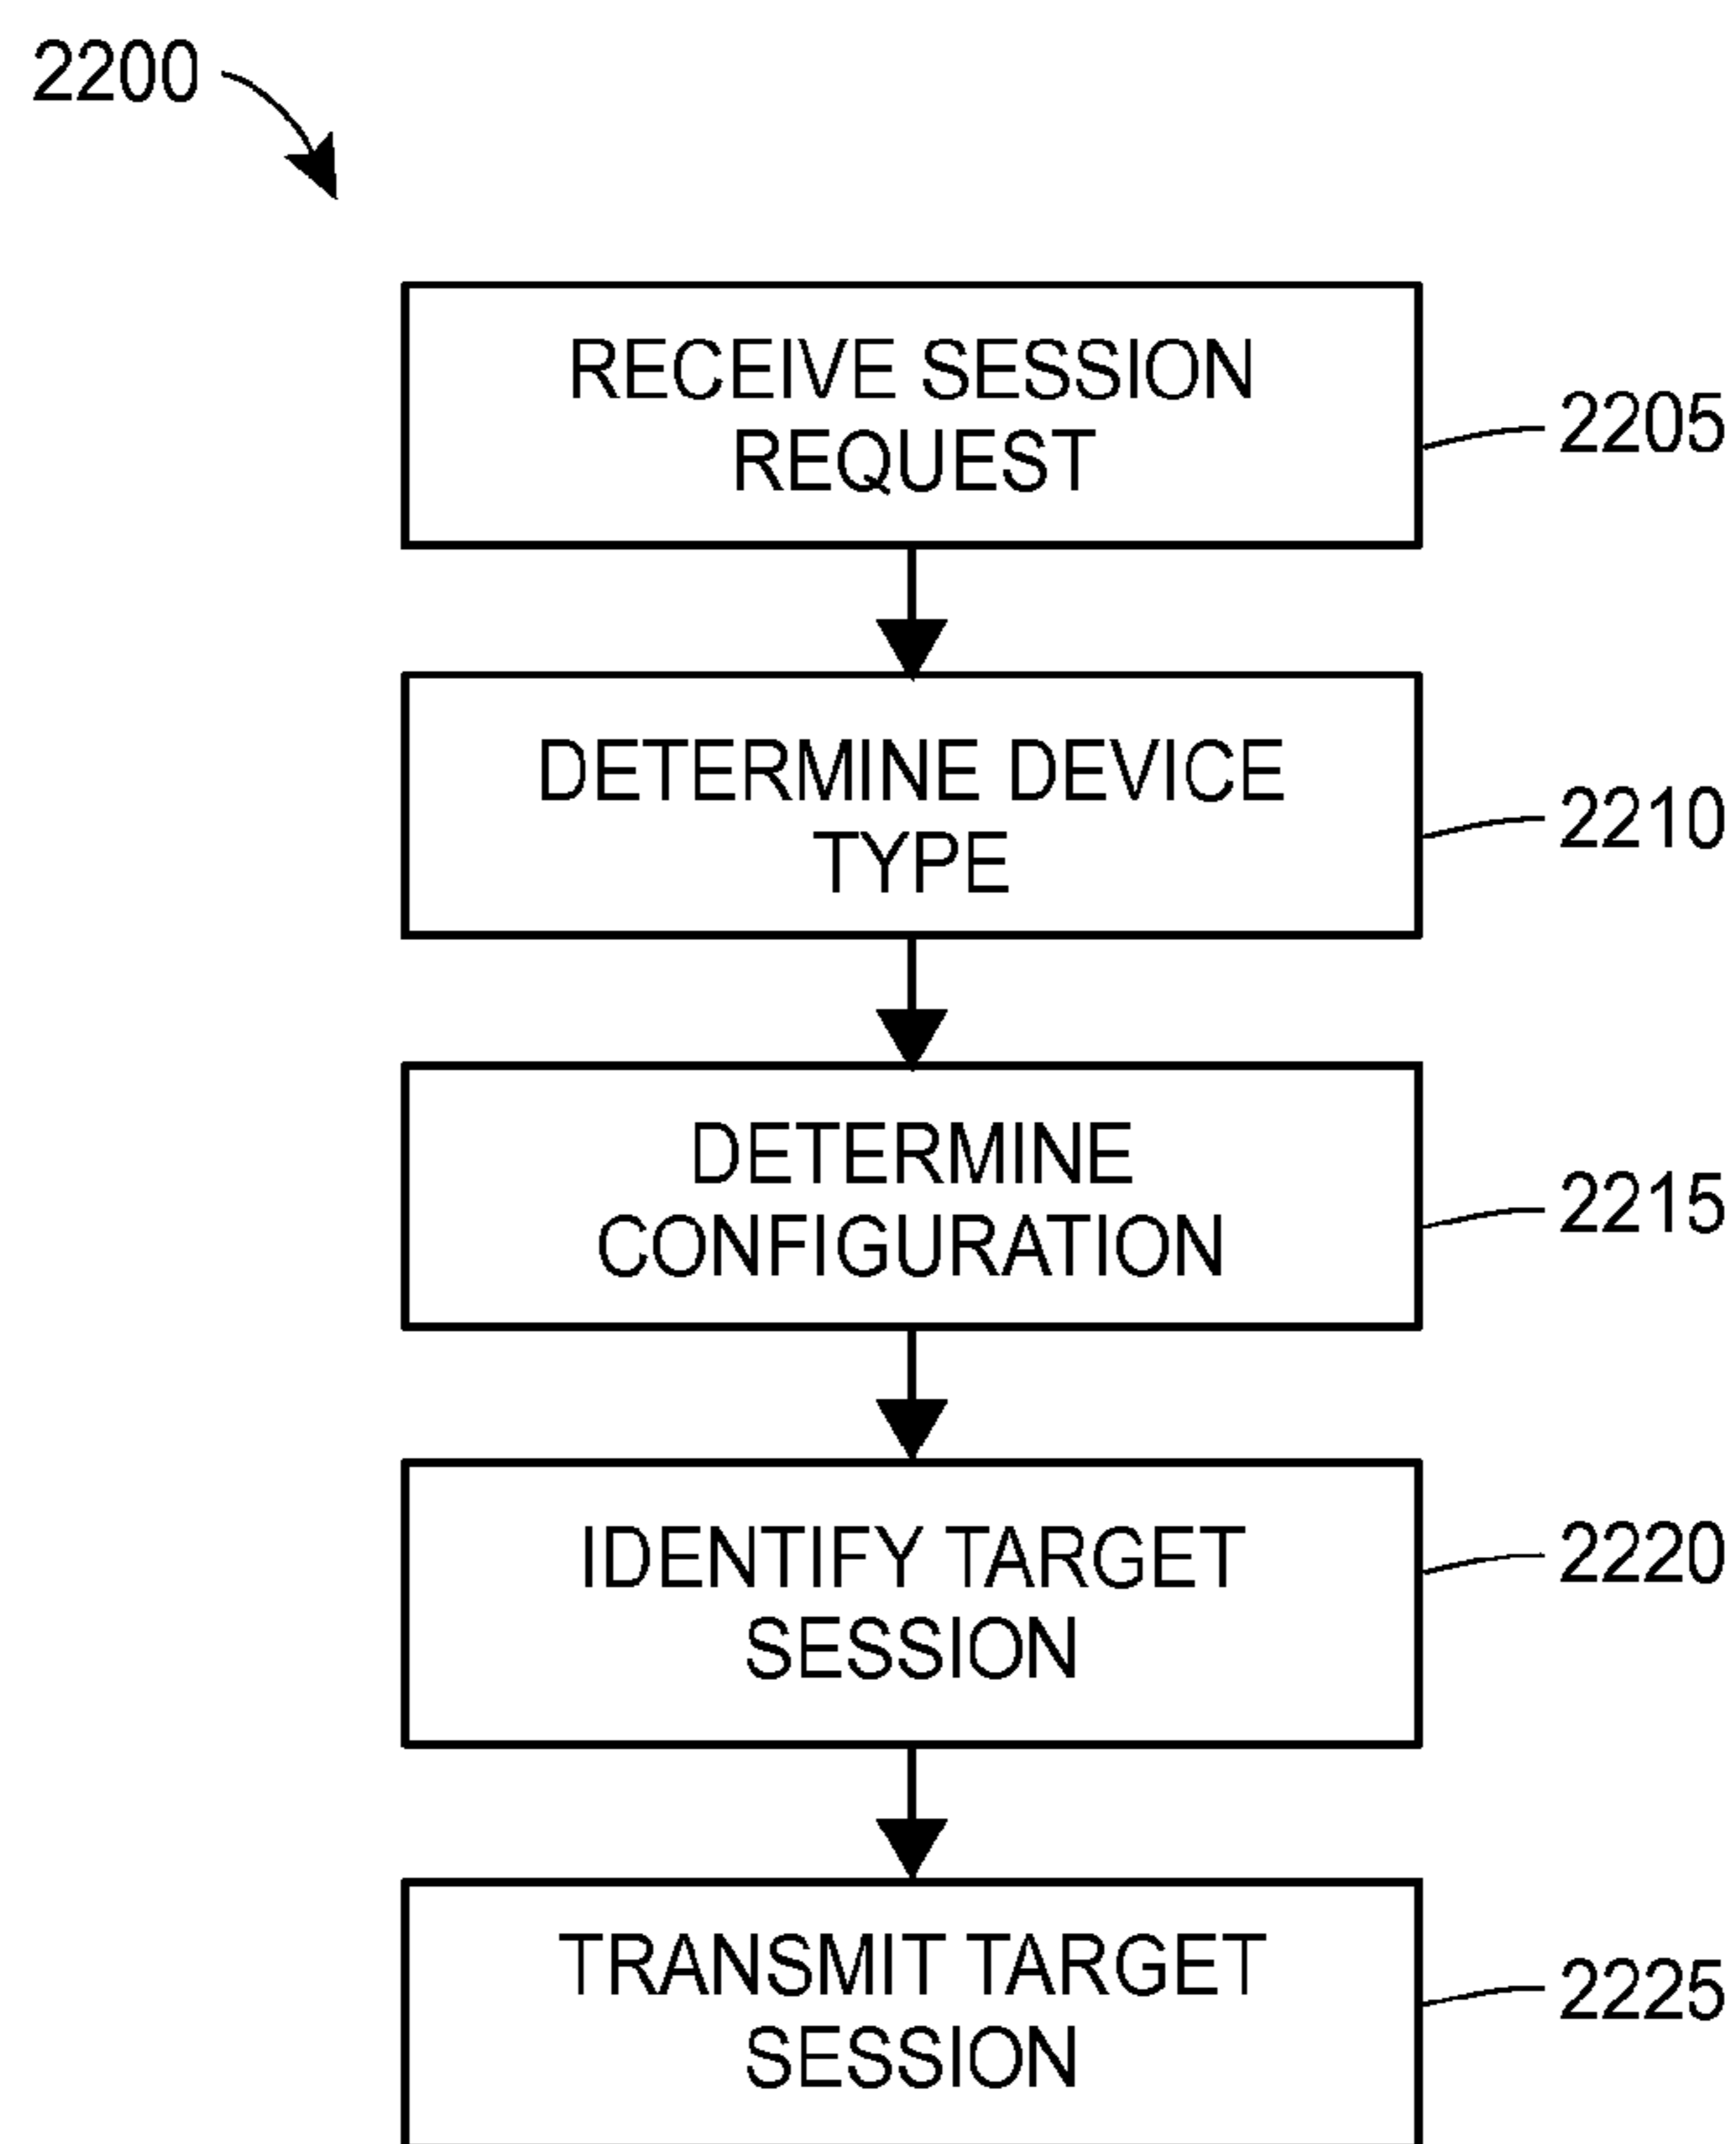 2200
RECEIVE SESSION
REQUEST
2205
DETERMINE DEVICE
TYPE
2210
DETERMINE
CONFIGURATION
2215
IDENTIFY TARGET
SESSION
2220
TRANSMIT TARGET
SESSION
2225